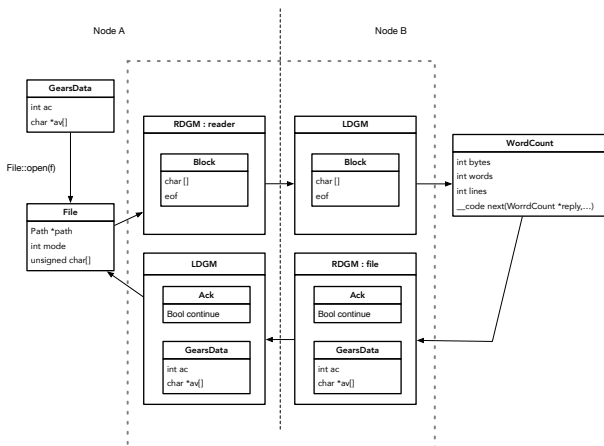 Node A
Node B
GearsData
int ac
char *av[]
File::open(f)
File
Path *path
int mode
unsigned char[]
RDGM : reader
Block
char []
eof
LDGM
Block
char []
eof
WordCount
int bytes
int words
int lines
__code next(WorrdCount *reply,...)
LDGM
Ack
Bool continue
GearsData
int ac
char *av[]
RDGM : file
Ack
Bool continue
GearsData
int ac
char *av[]